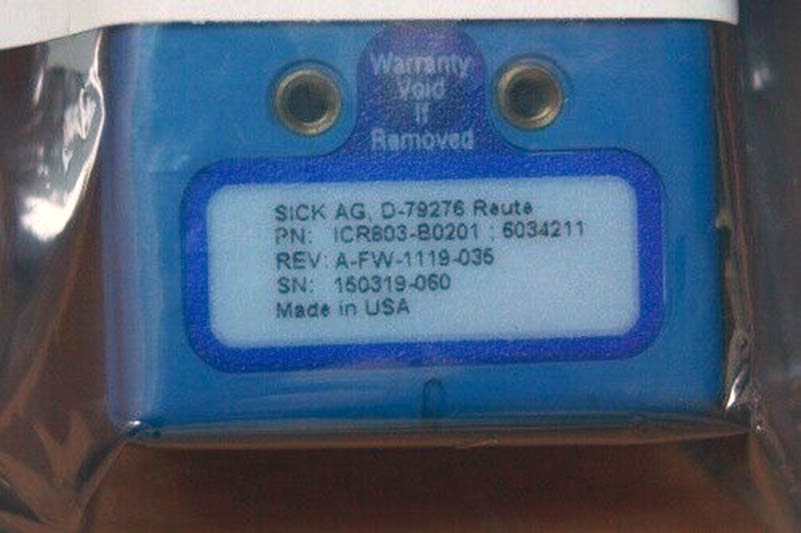 Warranty
Void
If
Removed
SICK AG, D-79276 Reute
PN: ICR803-B0201 ; 6034211
REV: A-FW-1119-035
SN: 150319-060
Made in USA